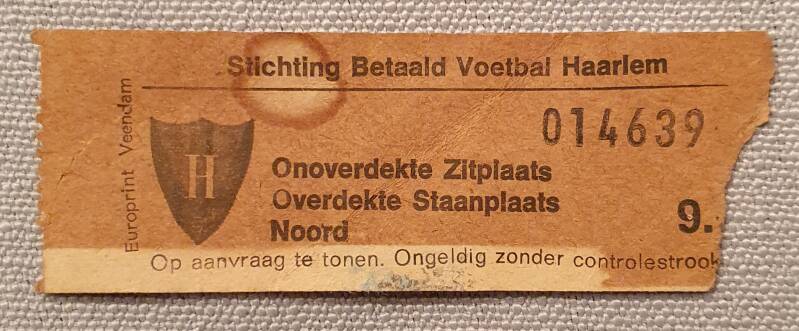 Stichting Betaald Voetbal Haarlem
014639
Europrint Veendam
H
Onoverdekte Zitplaats
Overdekte Staanplaats
Noord
9.
Op aanvraag te tonen. Ongeldig zonder controlestrook